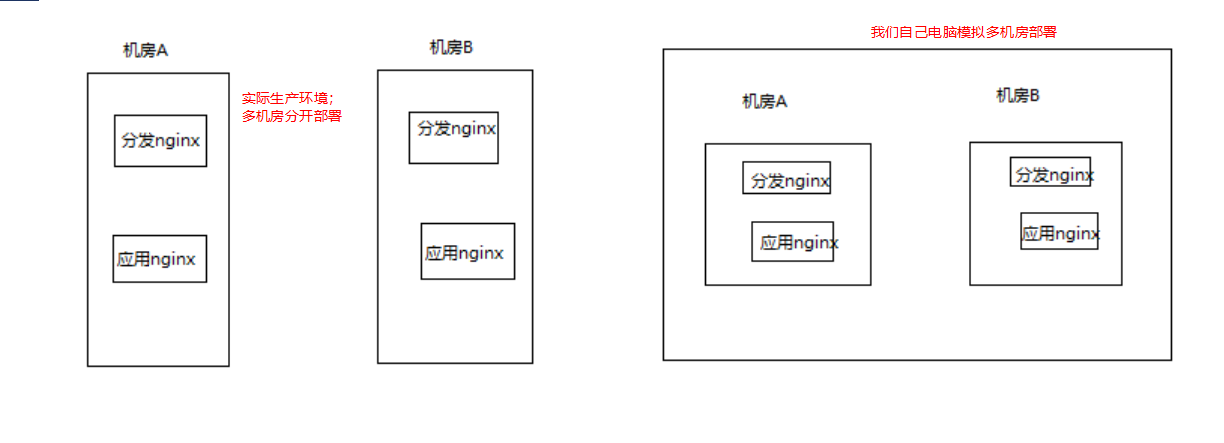 机房A
实际生产环境;
多机房分开部署
分发nginx
应用nginx
机房B
分发nginx
应用nginx
我们自己电脑模拟多机房部署
机房A
分发nginx
应用nginx
机房B
分发nginx
应用nginx